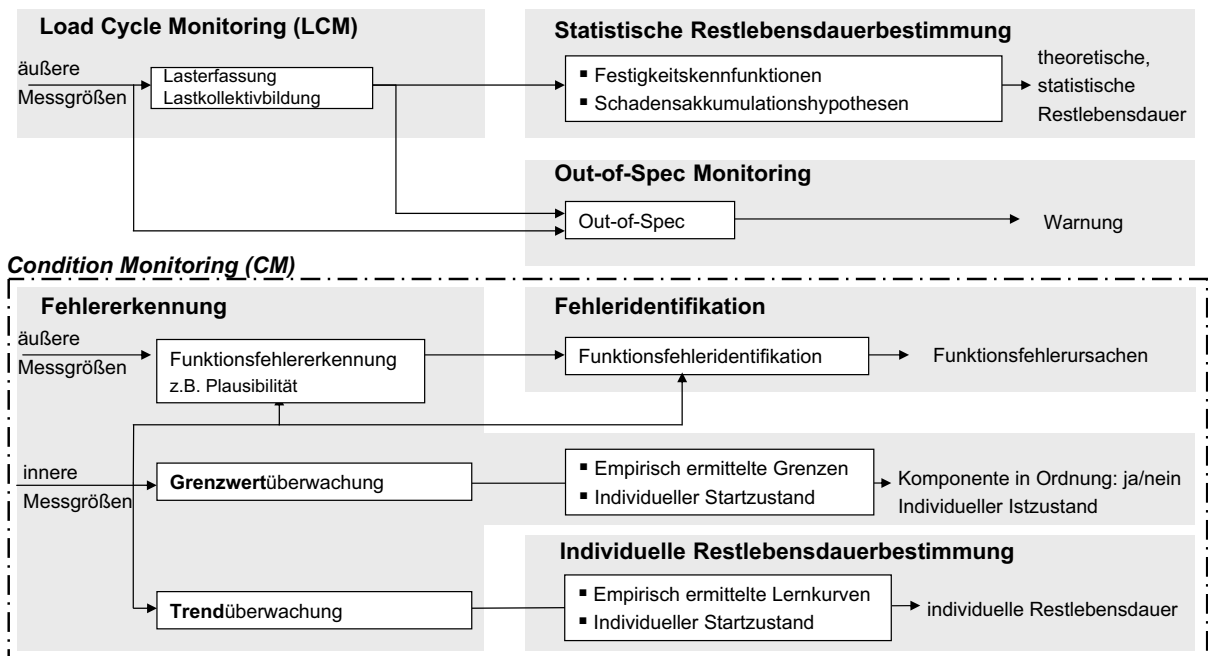 Load Cycle Monitoring (LCM)
äußere
Messgrößen
Lasterfassung
Lastkollektivbildung
Statistische Restlebensdauerbestimmung
▪ Festigkeitskennfunktionen
▪ Schadensakkumulationshypothesen
theoretische,
statistische
Restlebensdauer
Out-of-Spec Monitoring
Out-of-Spec
Warnung
Condition Monitoring (CM)
Fehlererkennung
äußere
Messgrößen
Funktionsfehlererkennung
z.B. Plausibilität
Fehleridentifikation
Funktionsfehleridentifikation
Funktionsfehlerursachen
innere
Messgrößen
Grenzwertüberwachung
▪ Empirisch ermittelte Grenzen
▪ Individueller Startzustand
Komponente in Ordnung: ja/nein
Individueller Istzustand
Individuelle Restlebensdauerbestimmung
Trendüberwachung
▪ Empirisch ermittelte Lernkurven
▪ Individueller Startzustand
individuelle Restlebensdauer